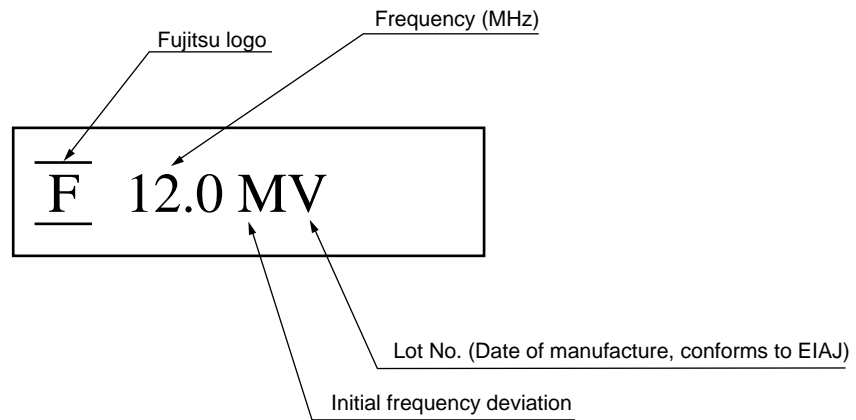 Frequency (MHz)
Fujitsu logo
F 12.0 MV
Lot No. (Date of manufacture, conforms to EIAJ)
Initial frequency deviation